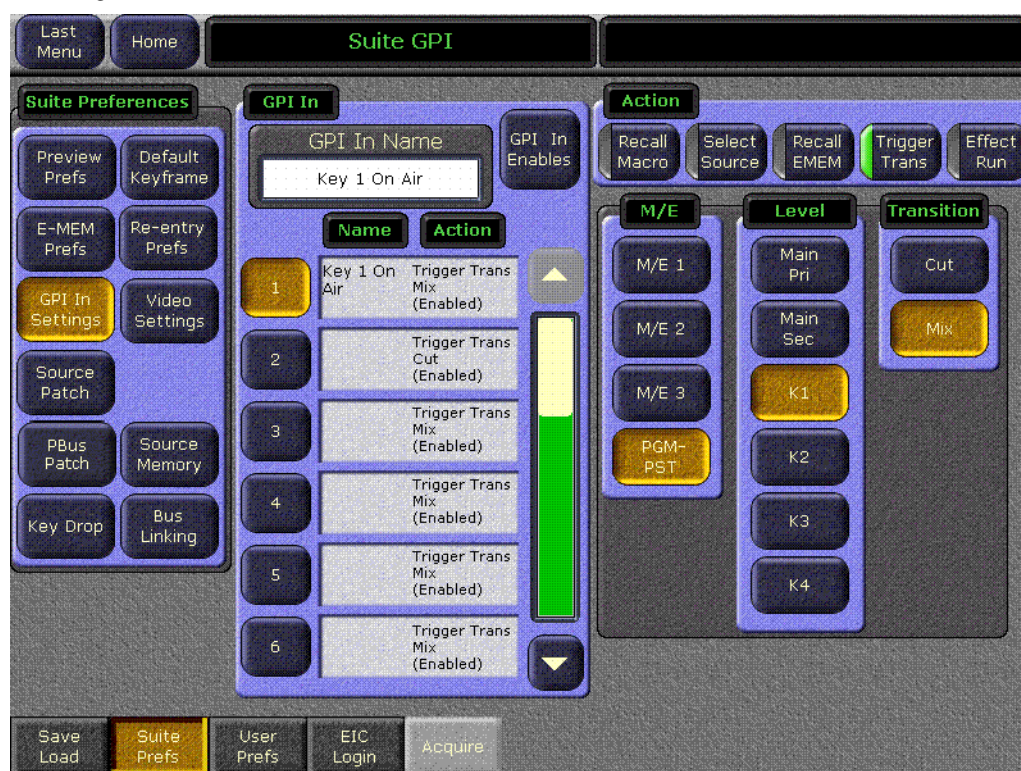 Last
Menu
Home
Suite GPI
Suite Preferences
Preview
Prefs
Default
Keyframe
E-MEM
Prefs
Re-entry
Prefs
GPI In
Settings
Video
Settings
Source
Patch
PBus
Patch
Source
Memory
Key Drop
Bus
Linking
GPI In
GPI In Name
Key 1 On Air
GPI In
Enables
Name
Action
1
Key 1 On
Air
Trigger Trans
Mix
(Enabled)
2
Trigger Trans
Cut
(Enabled)
3
Trigger Trans
Mix
(Enabled)
4
Trigger Trans
Mix
(Enabled)
5
Trigger Trans
Mix
(Enabled)
6
Trigger Trans
Mix
(Enabled)
Action
Recall
Macro
Select
Source
Recall
EMEM
Trigger
Trans
Effect
Run
M/E
M/E 1
M/E 2
M/E 3
PGM-
PST
Level
Main
Pri
Main
Sec
K1
K2
K3
K4
Transition
Cut
Mix
Save
Load
Suite
Prefs
User
Prefs
EIC
Login
Acquire